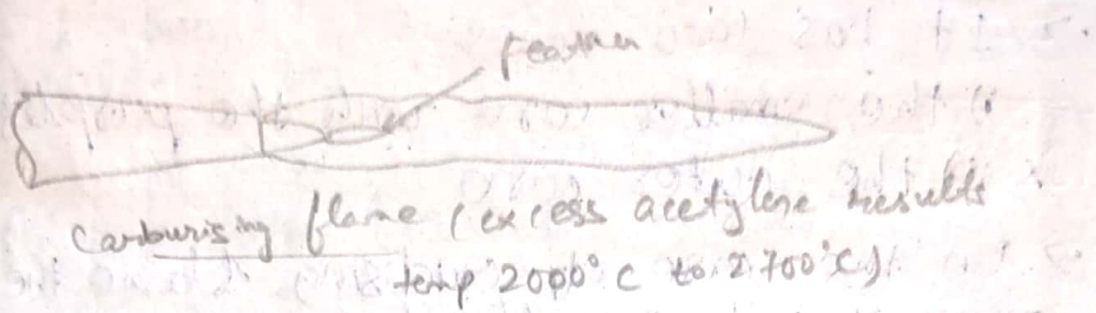 feather
Carburising flame (excess acetylene results
temp 2000°C to 2700°C)